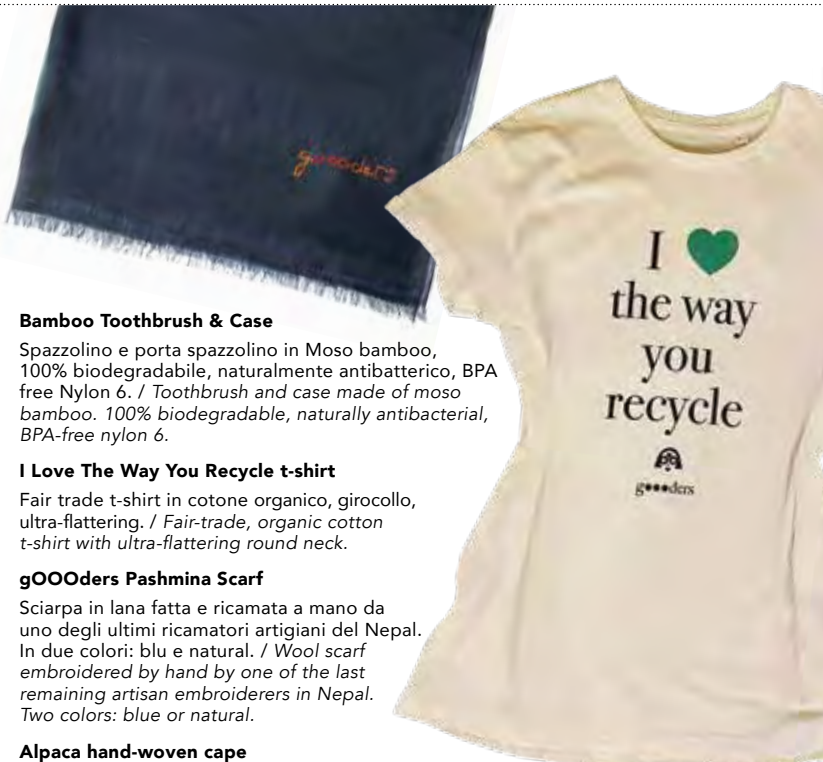 gooooders
I
the way
you
recycle
g●●●ders
Bamboo Toothbrush & Case
Spazzolino e porta spazzolino in Moso bamboo,
100% biodegradabile, naturalmente antibatterico, BPA
free Nylon 6. / Toothbrush and case made of moso
bamboo. 100% biodegradable, naturally antibacterial,
BPA-free nylon 6.
I Love The Way You Recycle t-shirt
Fair trade t-shirt in cotone organico, girocollo,
ultra-flattering. / Fair-trade, organic cotton
t-shirt with ultra-flattering round neck.
gOOOders Pashmina Scarf
Sciarpa in lana fatta e ricamata a mano da
uno degli ultimi ricamatori artigiani del Nepal.
In due colori: blu e natural. / Wool scarf
embroidered by hand by one of the last
remaining artisan embroiderers in Nepal.
Two colors: blue or natural.
Alpaca hand-woven cape